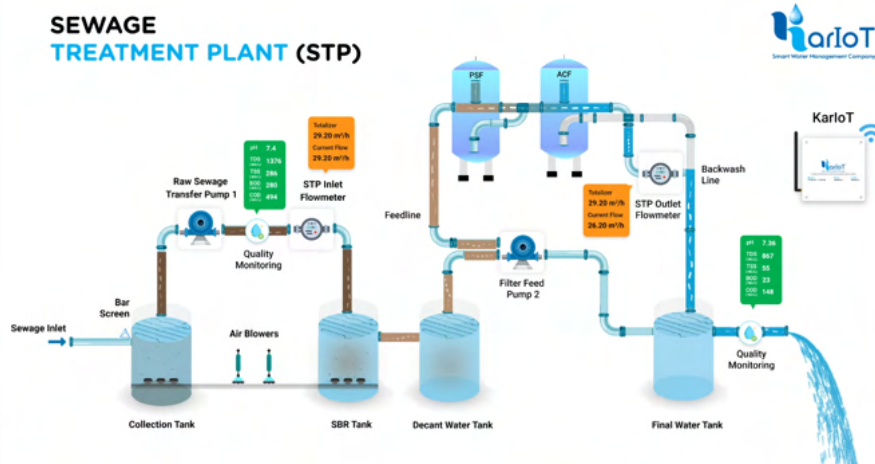 SEWAGE
TREATMENT PLANT (STP)
KarIoT
Smart Water Management Company
PSF
ACF
KarIoT
Totalizer
29.20 m³/h
Current Flow
29.20 m³/h
pH 7.4
TDS 1376
TSS 286
BOD 280
COD 494
Raw Sewage
Transfer Pump 1
STP Inlet
Flowmeter
Quality
Monitoring
Feedline
Totalizer
29.20 m³/h
Current Flow
26.20 m³/h
STP Outlet
Flowmeter
Backwash
Line
Filter Feed
Pump 2
pH 7.36
TDS 867
TSS 55
BOD 23
COD 148
Quality
Monitoring
Bar
Screen
Sewage Inlet
Air Blowers
Collection Tank
SBR Tank
Decant Water Tank
Final Water Tank